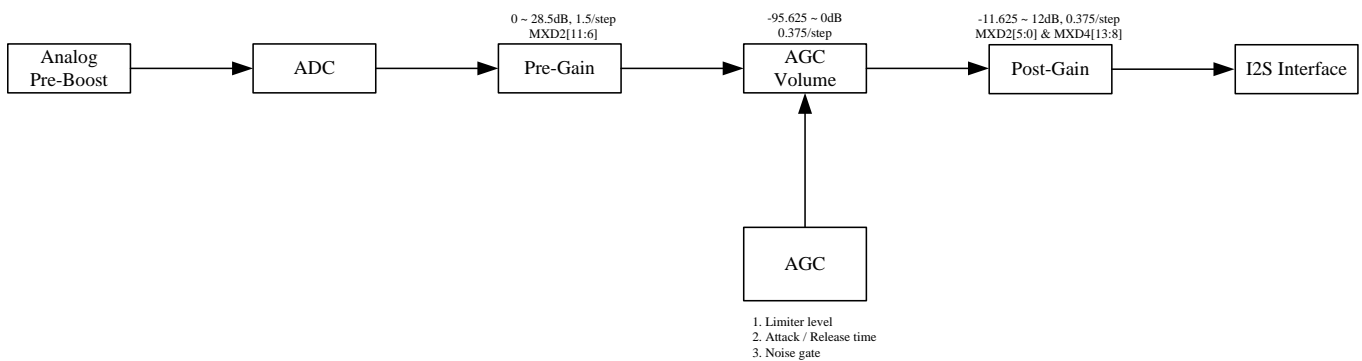 0 ~ 28.5dB, 1.5/step
MXD2[11:6]
-95.625 ~ 0dB
0.375/step
-11.625 ~ 12dB, 0.375/step
MXD2[5:0] & MXD4[13:8]
Analog
Pre-Boost
ADC
Pre-Gain
AGC
Volume
Post-Gain
I2S Interface
AGC
1. Limiter level
2. Attack / Release time
3. Noise gate